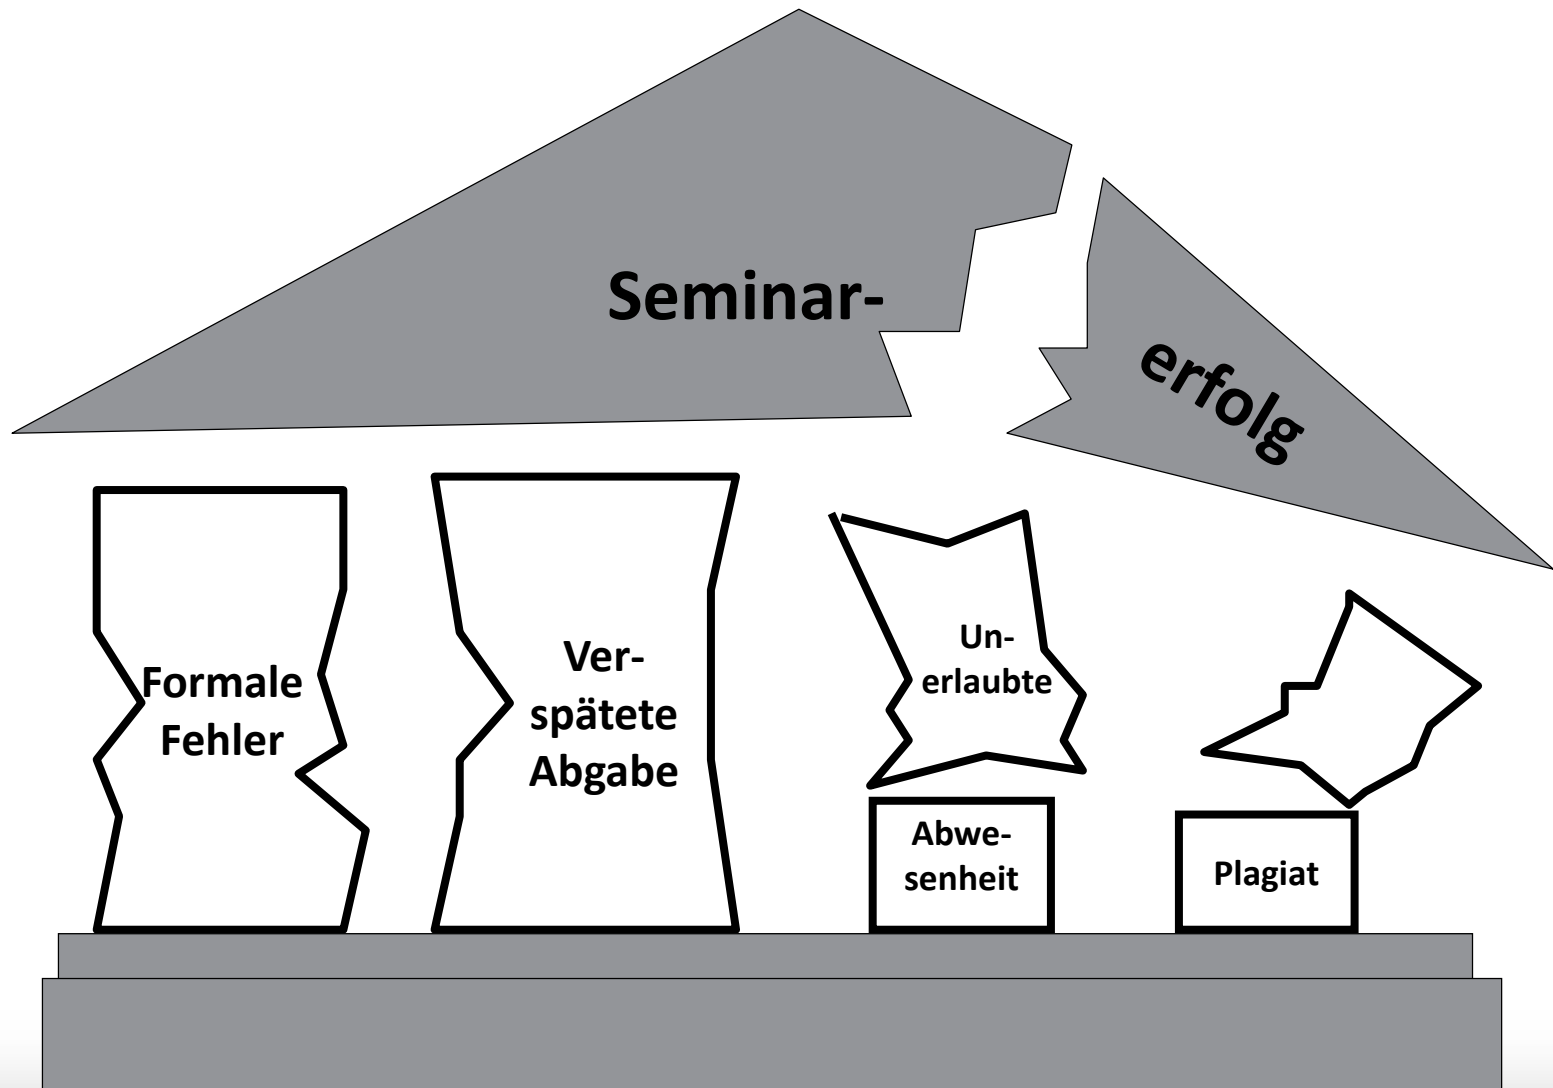 Seminar-
erfolg
Formale
Fehler
Ver-
spätete
Abgabe
Un-
erlaubte
Abwe-
senheit
Plagiat